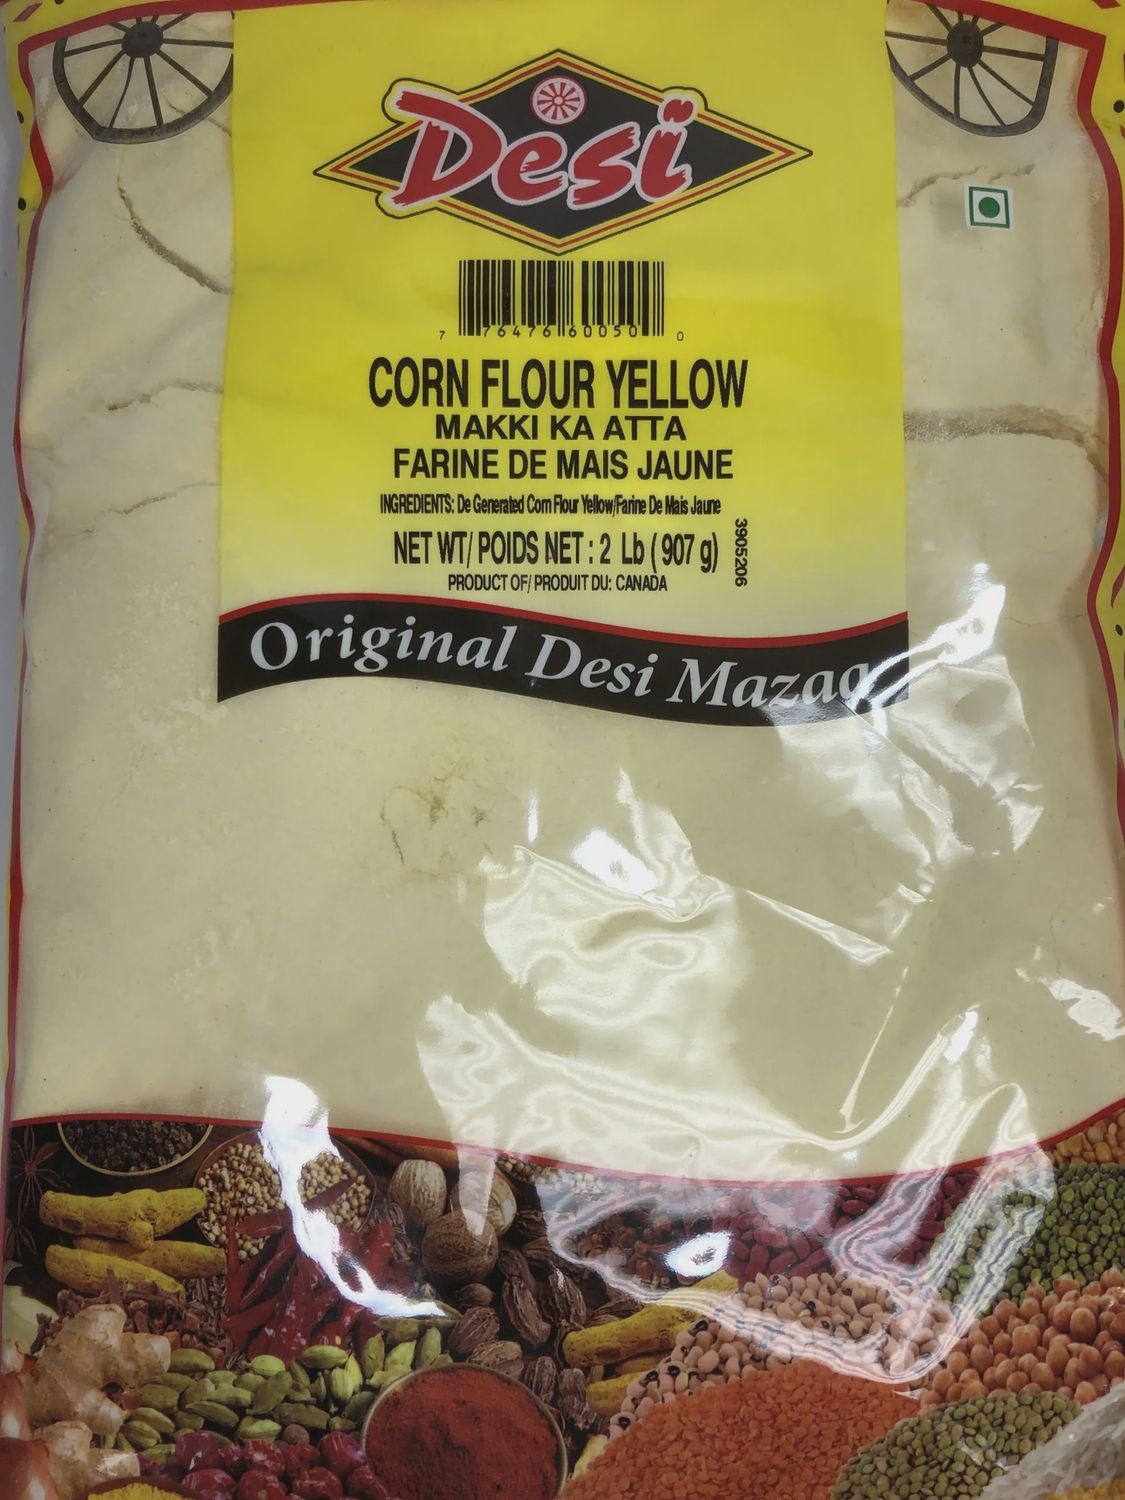 Desi
7 76476 60050 0
CORN FLOUR YELLOW
MAKKI KA ATTA
FARINE DE MAIS JAUNE
INGREDIENTS: De Generated Corn Flour Yellow/Farine De Mais Jaune
NET WT/ POIDS NET : 2 Lb (907 g)
3905206
PRODUCT OF/ PRODUIT DU: CANADA
Original Desi Mazaa